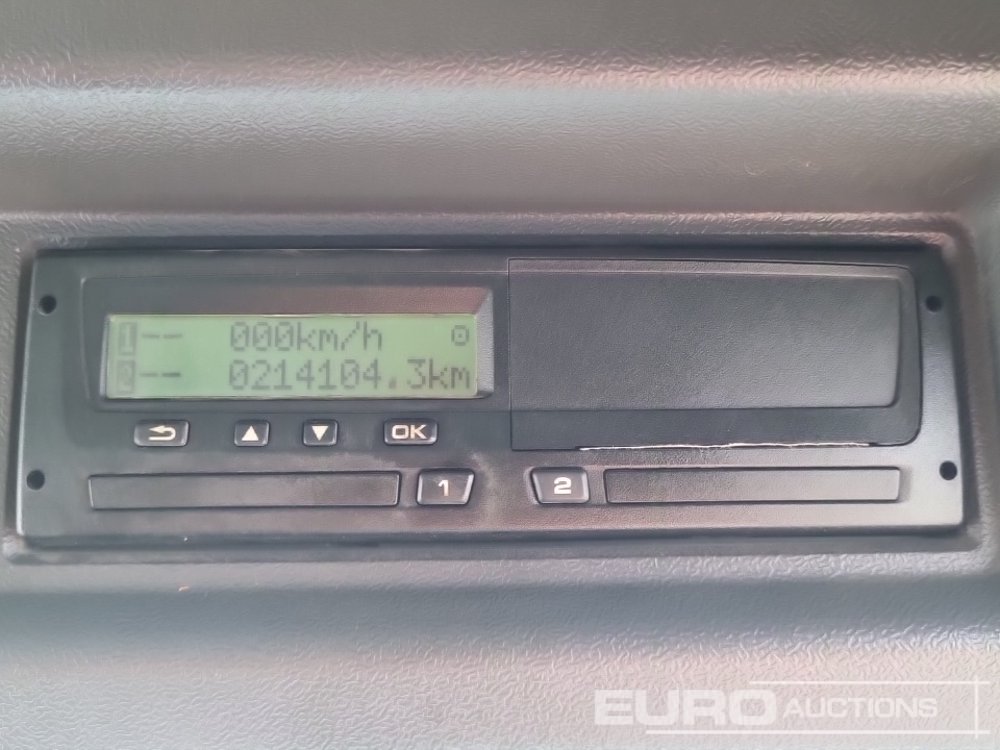 1-- 000km/h
2-- 0214104.3km
OK
1 2
EURO AUCTIONS